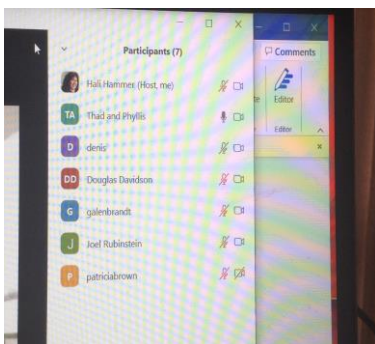 Participants (7)
Comments
Hali Hammer (Host, me)
Editor
TA Thad and Phyllis
Editor
D denis
DD Douglas Davidson
G galenbrandt
J Joel Rubinstein
P patriciabrown